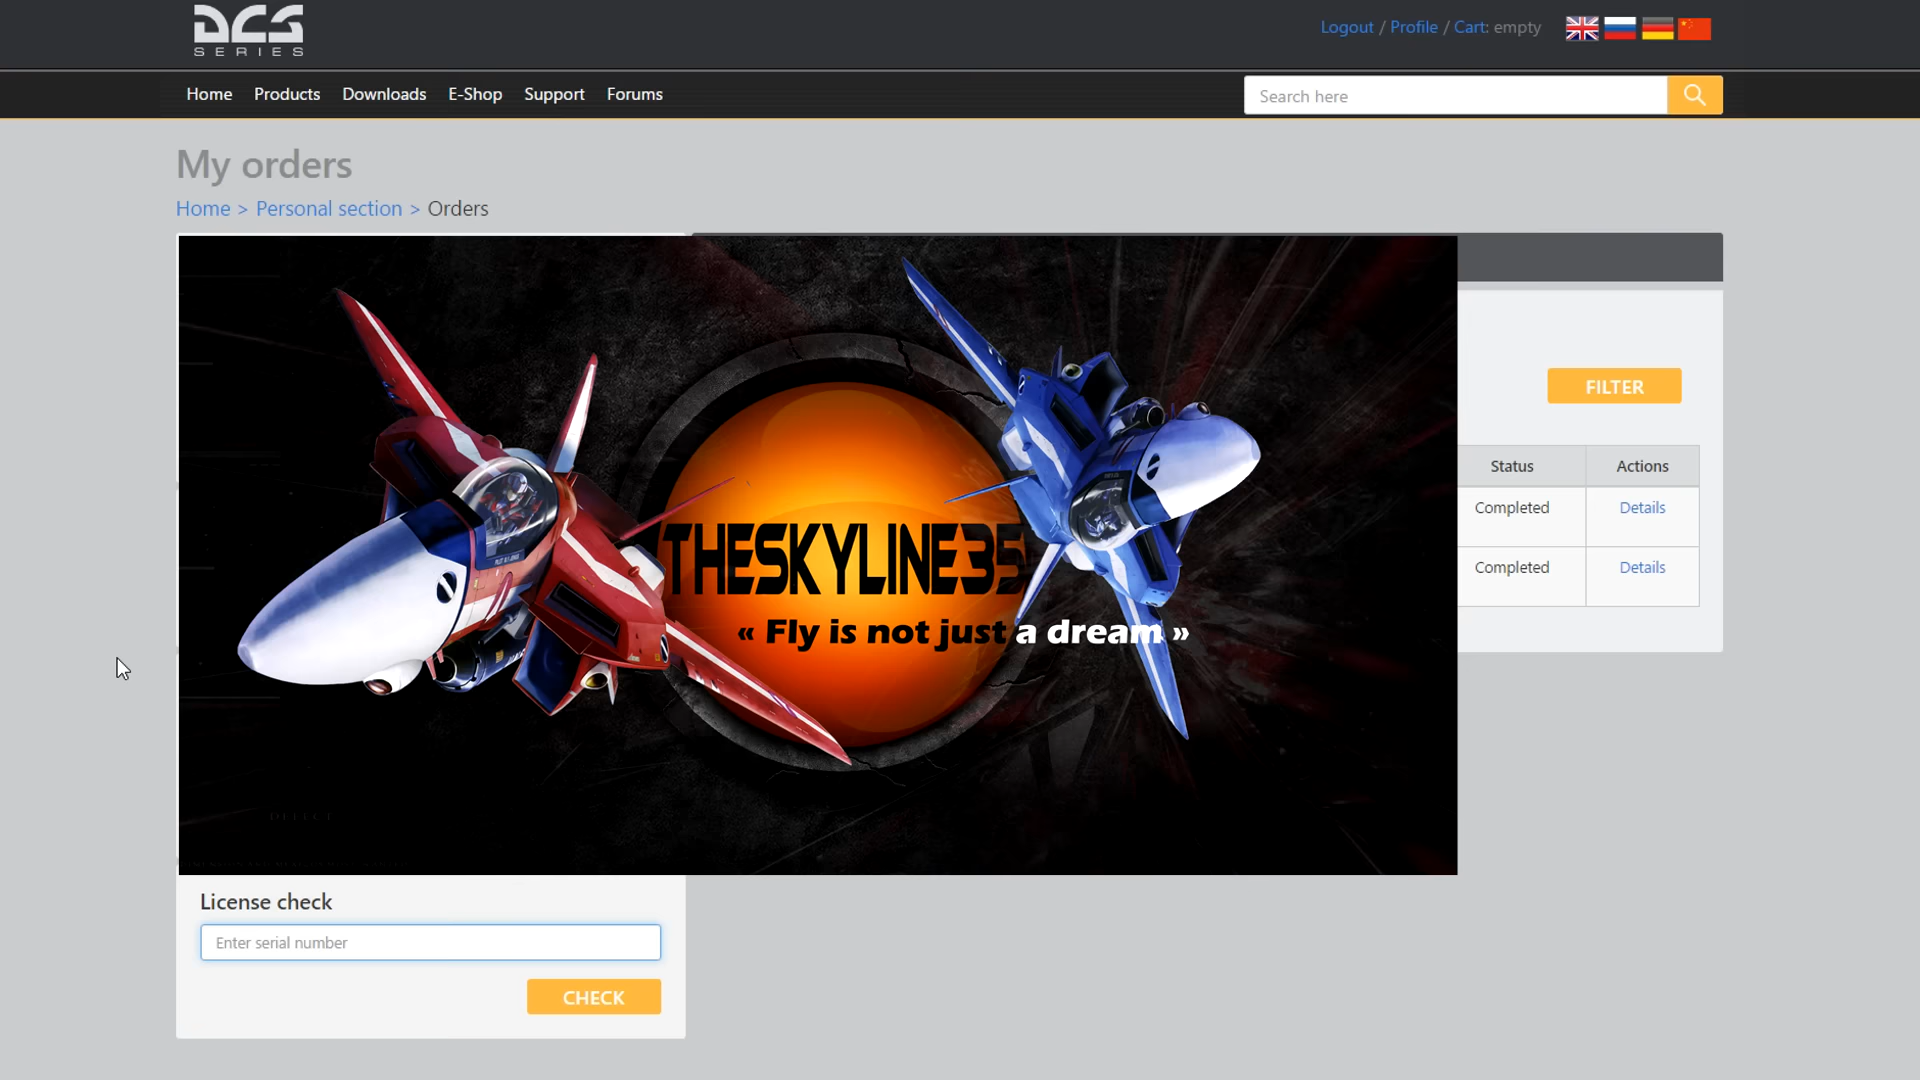 DCS
SERIES
Logout / Profile / Cart: empty
Home Products Downloads E-Shop Support Forums
Search here
My orders
Home > Personal section > Orders
FILTER
Status Actions
Completed Details
Completed Details
THESKYLINE35
« Fly is not just a dream »
License check
Enter serial number
CHECK